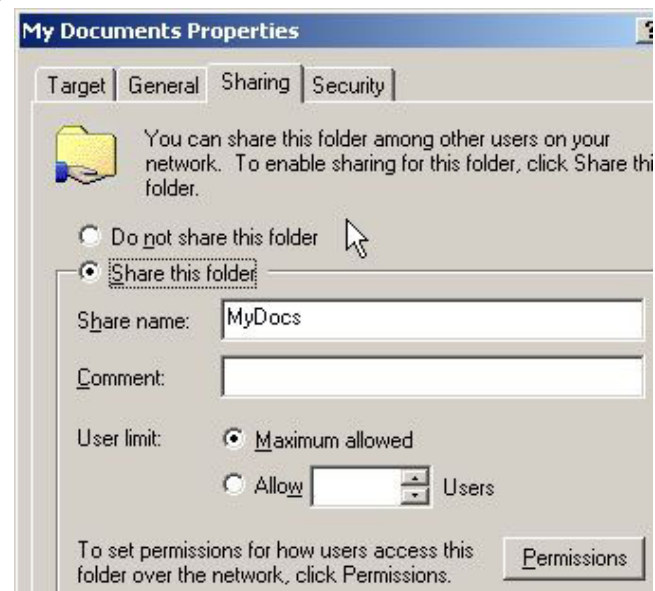 My Documents Properties
Target General Sharing Security
You can share this folder among other users on your
network. To enable sharing for this folder, click Share thi
folder.
Do not share this folder
Share this folder
Share name: MyDocs
Comment:
User limit: Maximum allowed
Allow Users
To set permissions for how users access this
folder over the network, click Permissions. Permissions